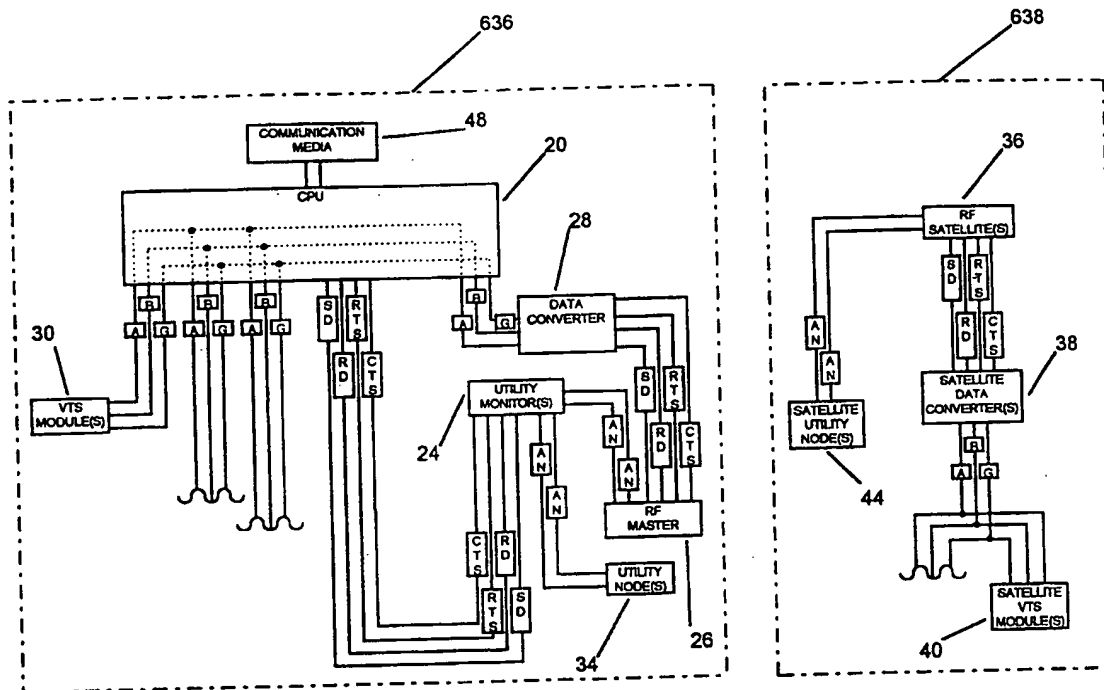 636
638
COMMUNICATION
MEDIA
48
20
CPU
36
RF
SATELLITE(S)
28
DATA
CONVERTER
30
VTS
MODULE(S)
A
B
G
A
B
G
A
B
G
SD
RD
RTS
CTS
A
B
G
SD
RD
RTS
CTS
SD
RD
R-TS
CTS
AN
AN
38
SATELLITE
DATA
CONVERTER(S)
UTILITY
MONITOR(S)
24
AN
AN
AN
AN
SATELLITE
UTILITY
NODE(S)
44
A
B
G
RF
MASTER
26
CTS
RTS
RD
SD
UTILITY
NODE(S)
34
SATELLITE
VTS
MODULE(S)
40